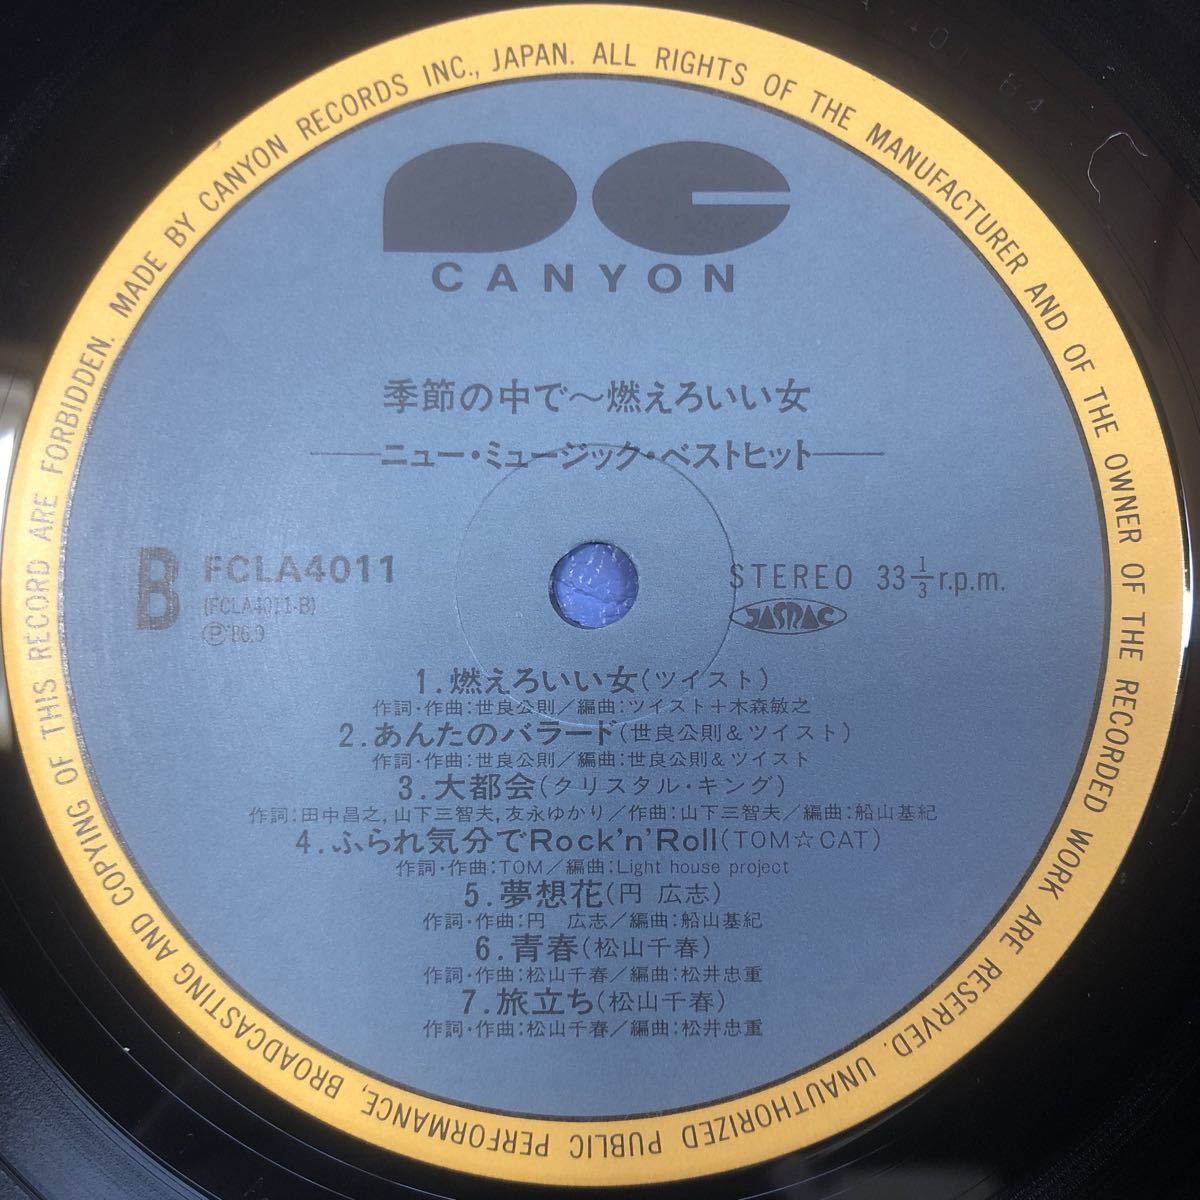 MADE BY CANYON RECORDS INC., JAPAN. ALL RIGHTS OF THE MANUFACTURER AND OF THE OWNER OF THE RECORDED WORK ARE RESERVED. UNAUTHORIZED PUBLIC PERFORMANCE, BROADCASTING AND COPYING OF THIS RECORD ARE FORBIDDEN.
CANYON
季節の中で〜燃えろいい女
ニュー・ミュージック・ベストヒット
B FCLA4011
(FCLA4011-B)
Ⓟ'86.9
STEREO 33 1/3 r.p.m.
JASRAC
1.燃えろいい女(ツイスト)
作詞・作曲:世良公則/編曲:ツイスト+木森敏之
2.あんたのバラード(世良公則&ツイスト)
作詞・作曲:世良公則/編曲:世良公則&ツイスト
3.大都会(クリスタル・キング)
作詞:田中昌之,山下三智夫,友永ゆかり/作曲:山下三智夫/編曲:船山基紀
4.ふられ気分でRock'n'Roll(TOM☆CAT)
作詞・作曲:TOM/編曲:Light house project
5.夢想花(円 広志)
作詞・作曲:円 広志/編曲:船山基紀
6.青春(松山千春)
作詞・作曲:松山千春/編曲:松井忠重
7.旅立ち(松山千春)
作詞・作曲:松山千春/編曲:松井忠重